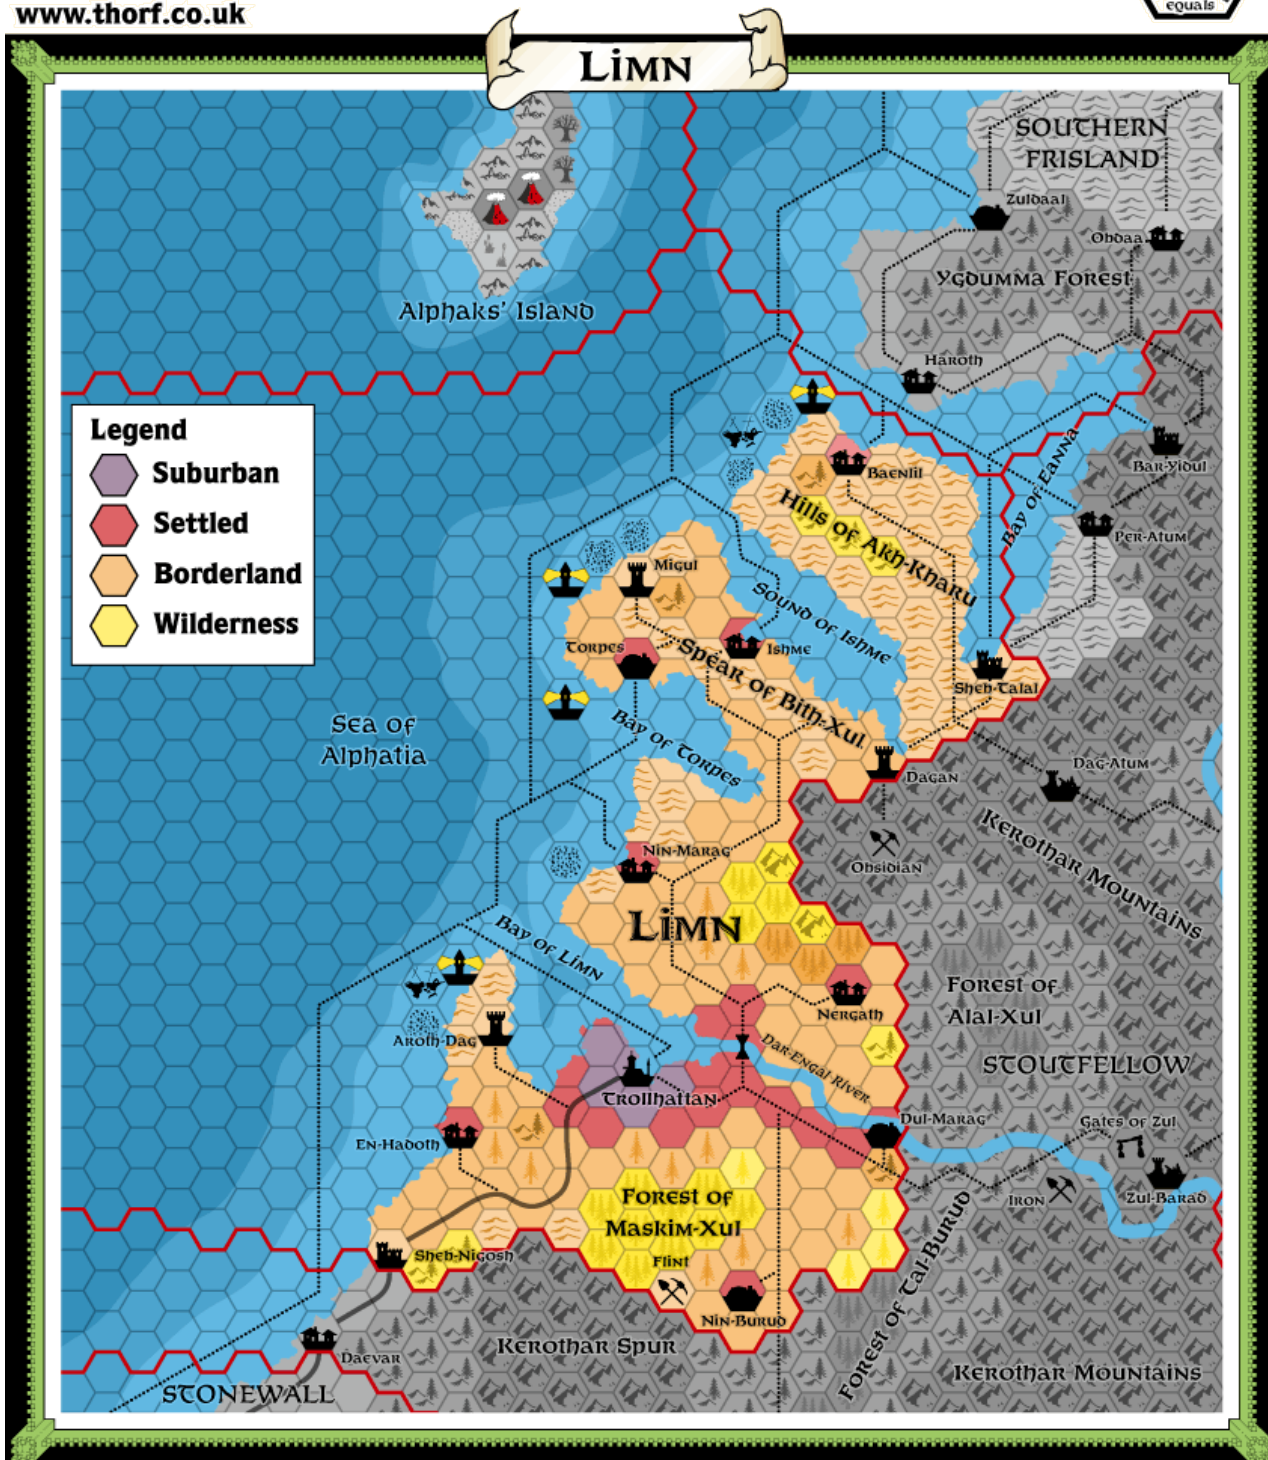 www.thorf.co.uk
equals
Limn
SOUTHERN
FRISLAND
Zuldaal
Obdaa
Ygdumma Forest
Alphaks' Island
Haroth
Legend
Suburban
Settled
Borderland
Wilderness
Bar-Yidul
Baenlil
Bay of Eanna
Hills of Akh-Kharu
Per-Atum
Migul
Sound of Ishme
Torpes
Ishme
Spear of Bith-Xul
Sheb-Talal
Sea of
Alphatia
Bay of Torpes
Dagan
Dag-Atum
Kerothar Mountains
Nin-Marag
Obsidian
Limn
Bay of Limn
Forest of
Alal-Xul
Nergath
Aroth-Dag
Dar-Engal River
STOUTFELLOW
Trollhattan
Dul-Marag
Gates of Zul
En-Hadoth
Iron
Zul-Barad
Forest of
Maskim-Xul
Sheb-Nigosh
Flint
Forest of Tal-Burud
Nin-Burud
Kerothar Spur
Daevar
Kerothar Mountains
STONEWALL